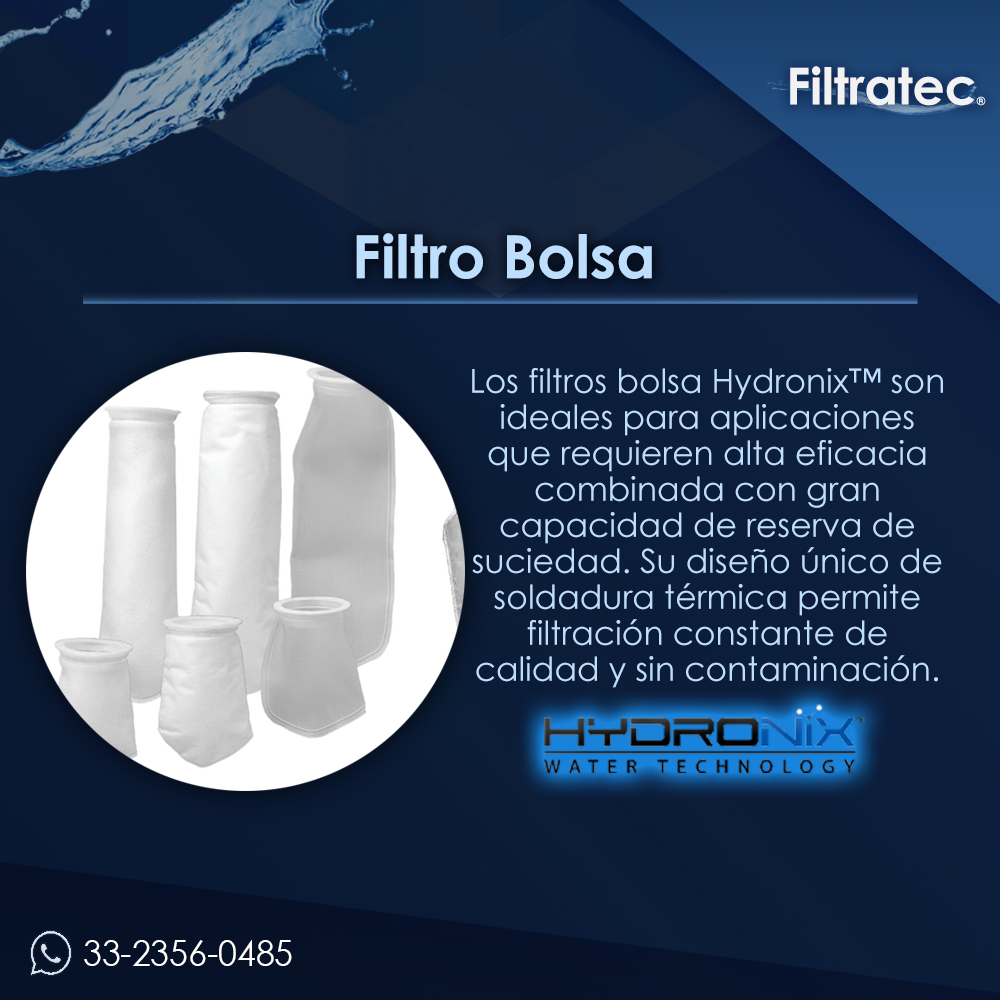 Filtratec®
Filtro Bolsa
Los filtros bolsa Hydronix™ son
ideales para aplicaciones
que requieren alta eficacia
combinada con gran
capacidad de reserva de
suciedad. Su diseño único de
soldadura térmica permite
filtración constante de
calidad y sin contaminación.
HYDRONIX™
WATER TECHNOLOGY
33-2356-0485